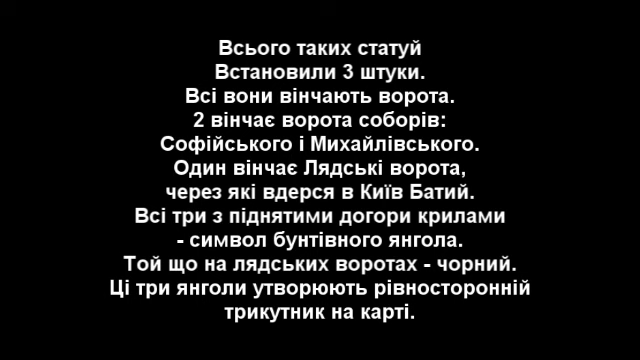 Всього таких статуй
Встановили 3 штуки.
Всі вони вінчають ворота.
2 вінчає ворота соборів:
Софійського і Михайлівського.
Один вінчає Лядські ворота,
через які вдерся в Київ Батий.
Всі три з піднятими догори крилами
- символ бунтівного янгола.
Той що на лядських воротах - чорний.
Ці три янголи утворюють рівносторонній
трикутник на карті.